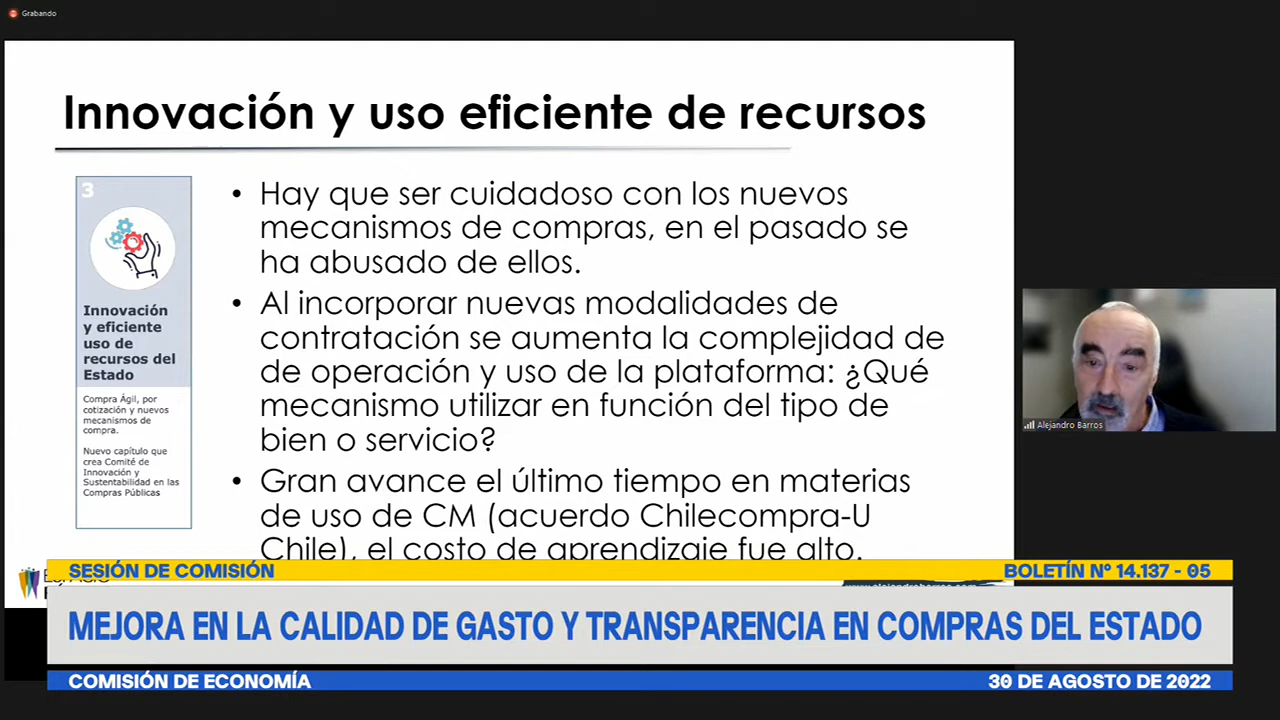 Grabando
Innovación y uso eficiente de recursos
3
Innovación
y eficiente
uso de
recursos del
Estado
Compra Ágil, por
cotización y nuevos
mecanismos de
compra.
Nuevo capítulo que
crea Comité de
Innovación y
Sustentabilidad en las
Compras Públicas
• Hay que ser cuidadoso con los nuevos
mecanismos de compras, en el pasado se
ha abusado de ellos.
• Al incorporar nuevas modalidades de
contratación se aumenta la complejidad de
de operación y uso de la plataforma: ¿Qué
mecanismo utilizar en función del tipo de
bien o servicio?
• Gran avance el último tiempo en materias
de uso de CM (acuerdo Chilecompra-U
Chile), el costo de aprendizaje fue alto.
Alejandro Barros
SESIÓN DE COMISIÓN
BOLETÍN N° 14.137 - 05
MEJORA EN LA CALIDAD DE GASTO Y TRANSPARENCIA EN COMPRAS DEL ESTADO
COMISIÓN DE ECONOMÍA
30 DE AGOSTO DE 2022